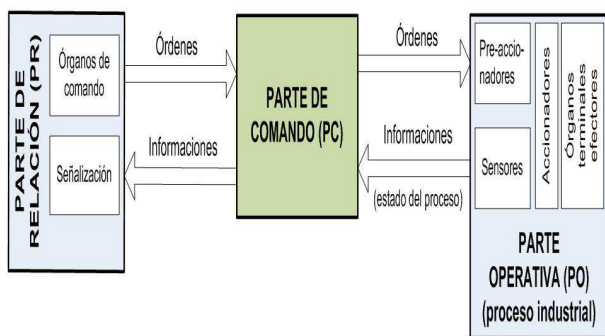 PARTE DE
RELACIÓN (PR)
Órganos de
comando
Señalización
Órdenes
Informaciones
PARTE DE
COMANDO (PC)
Órdenes
Informaciones
(estado del proceso)
Pre-accio-
nadores
Sensores
Accionadores
Órganos
terminales
efectores
PARTE
OPERATIVA (PO)
(proceso industrial)